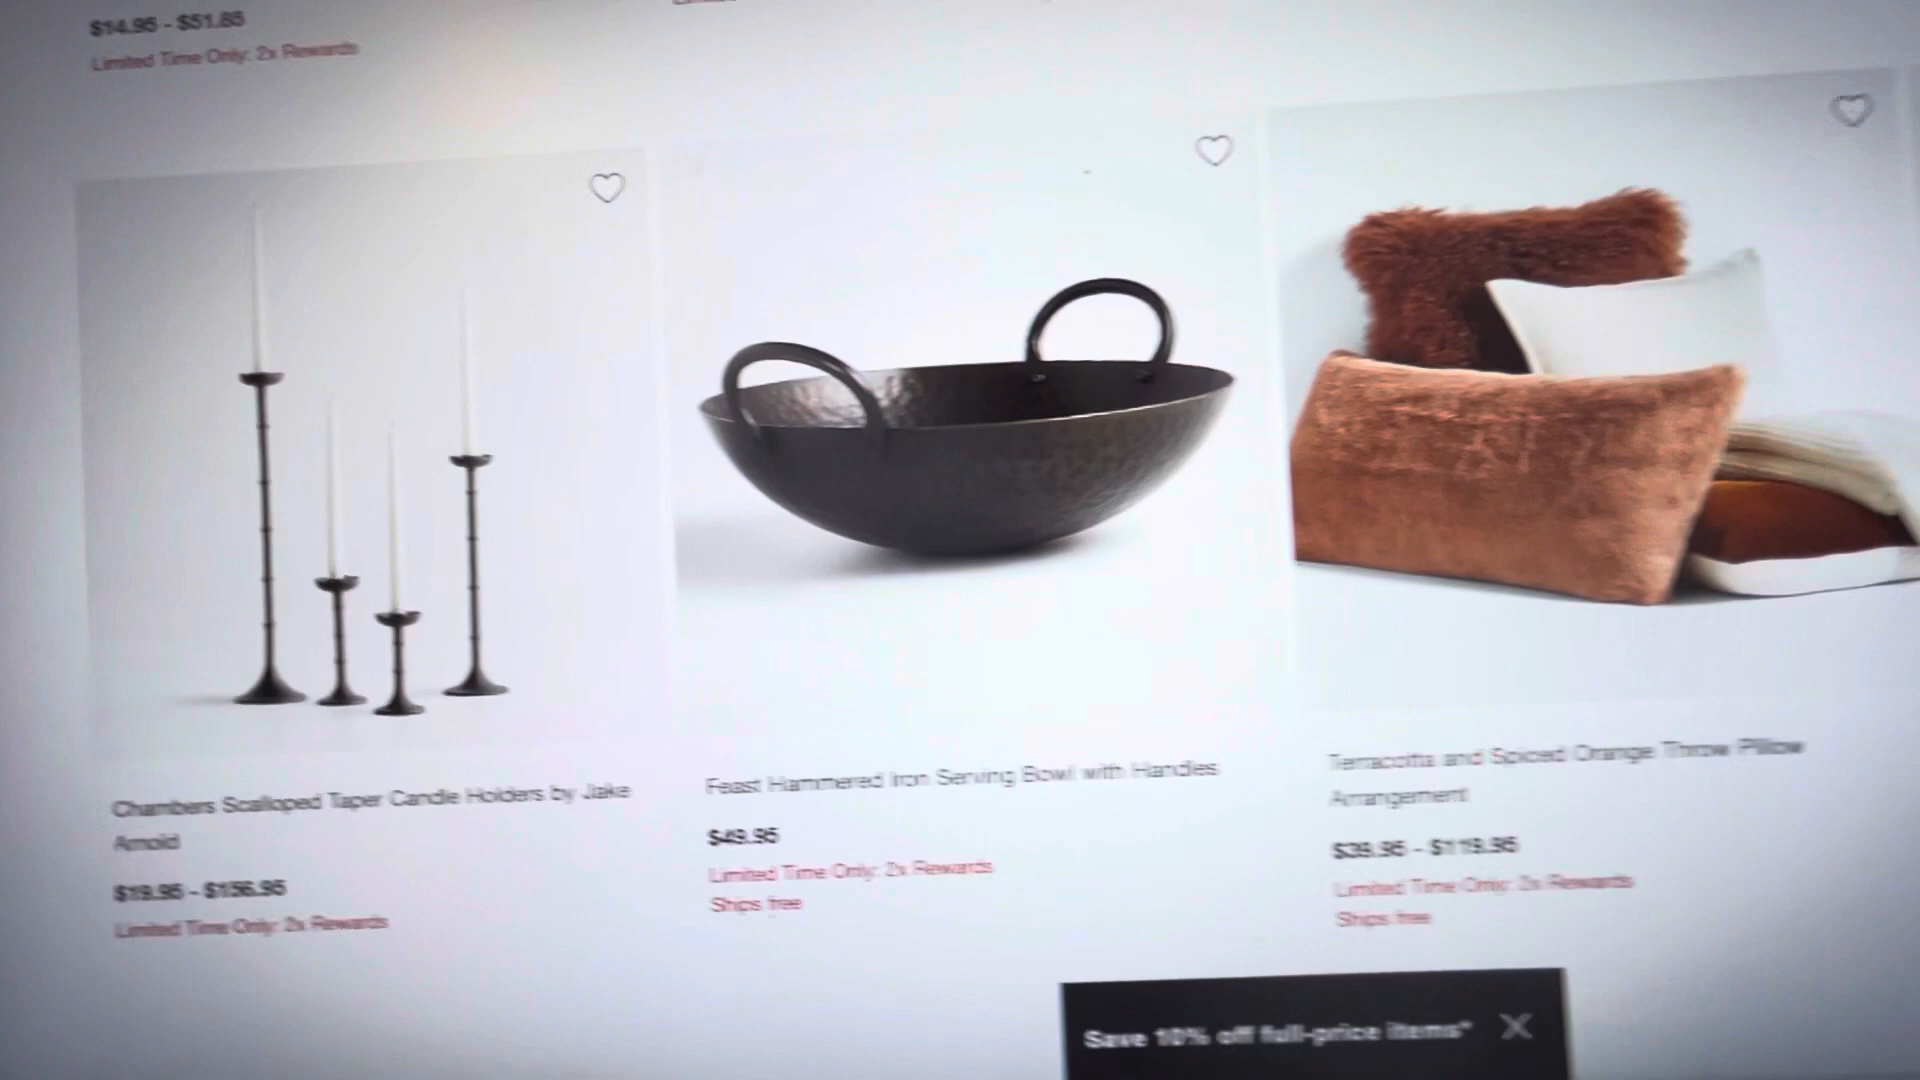 $14.95 - $51.85
Limited Time Only: 2x Rewards
Chambers Scalloped Taper Candle Holders by Jake
Arnold
$19.95 - $156.95
Limited Time Only: 2x Rewards
Feast Hammered Iron Serving Bowl with Handles
$49.95
Limited Time Only: 2x Rewards
Ships free
Terracotta and Spiced Orange Throw Pillow
Arrangement
$39.95 - $119.95
Limited Time Only: 2x Rewards
Ships free
Save 10% off full-price items*